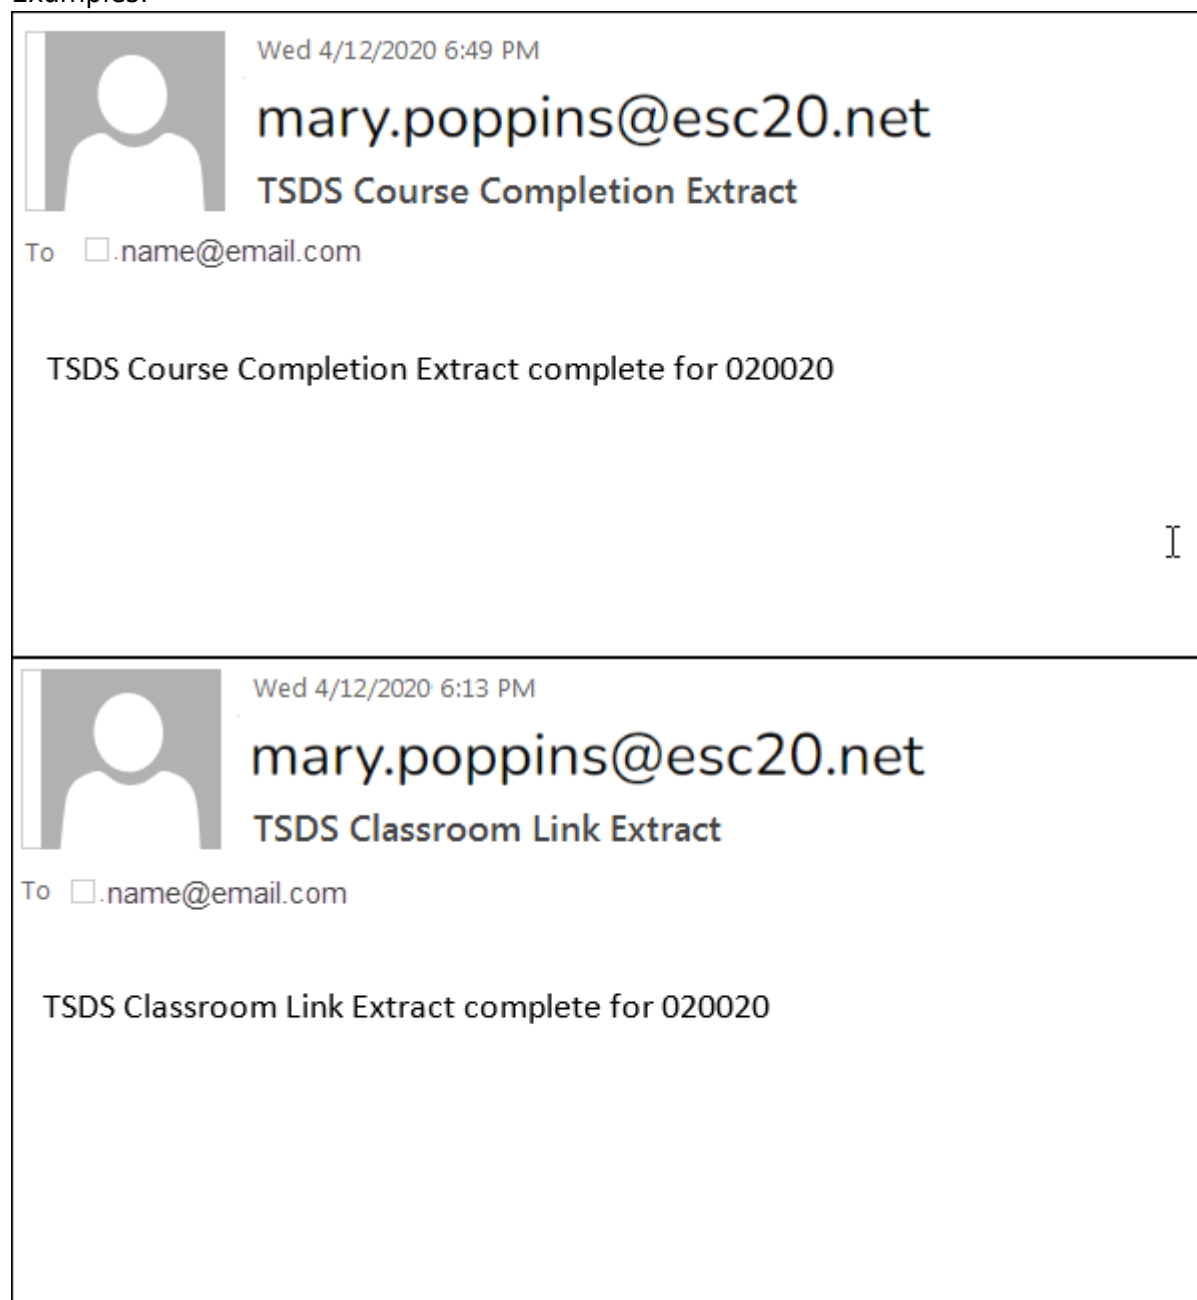 Examples:
Wed 4/12/2020 6:49 PM
mary.poppins@esc20.net
TSDS Course Completion Extract
To .name@email.com
TSDS Course Completion Extract complete for 020020
Wed 4/12/2020 6:13 PM
mary.poppins@esc20.net
TSDS Classroom Link Extract
To .name@email.com
TSDS Classroom Link Extract complete for 020020